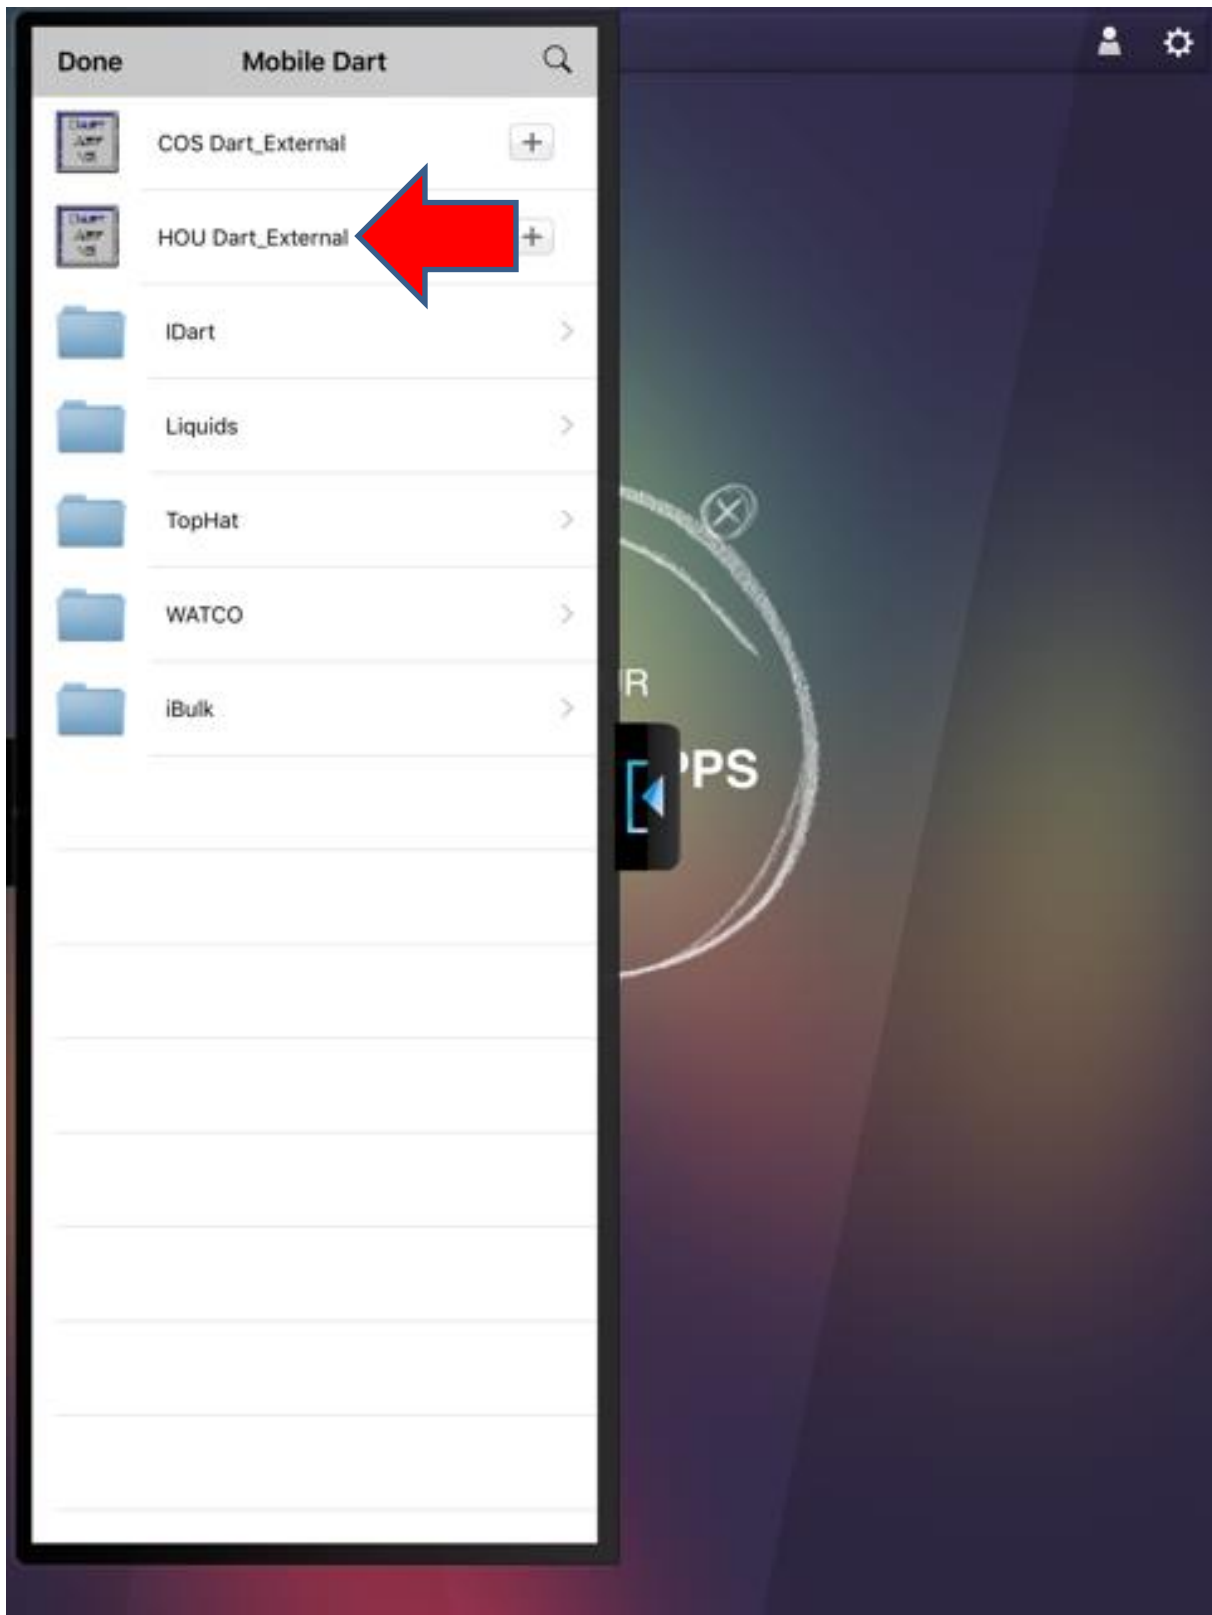 Done
Mobile Dart
COS Dart_External
HOU Dart_External
IDart
Liquids
TopHat
WATCO
iBulk
R
PPS